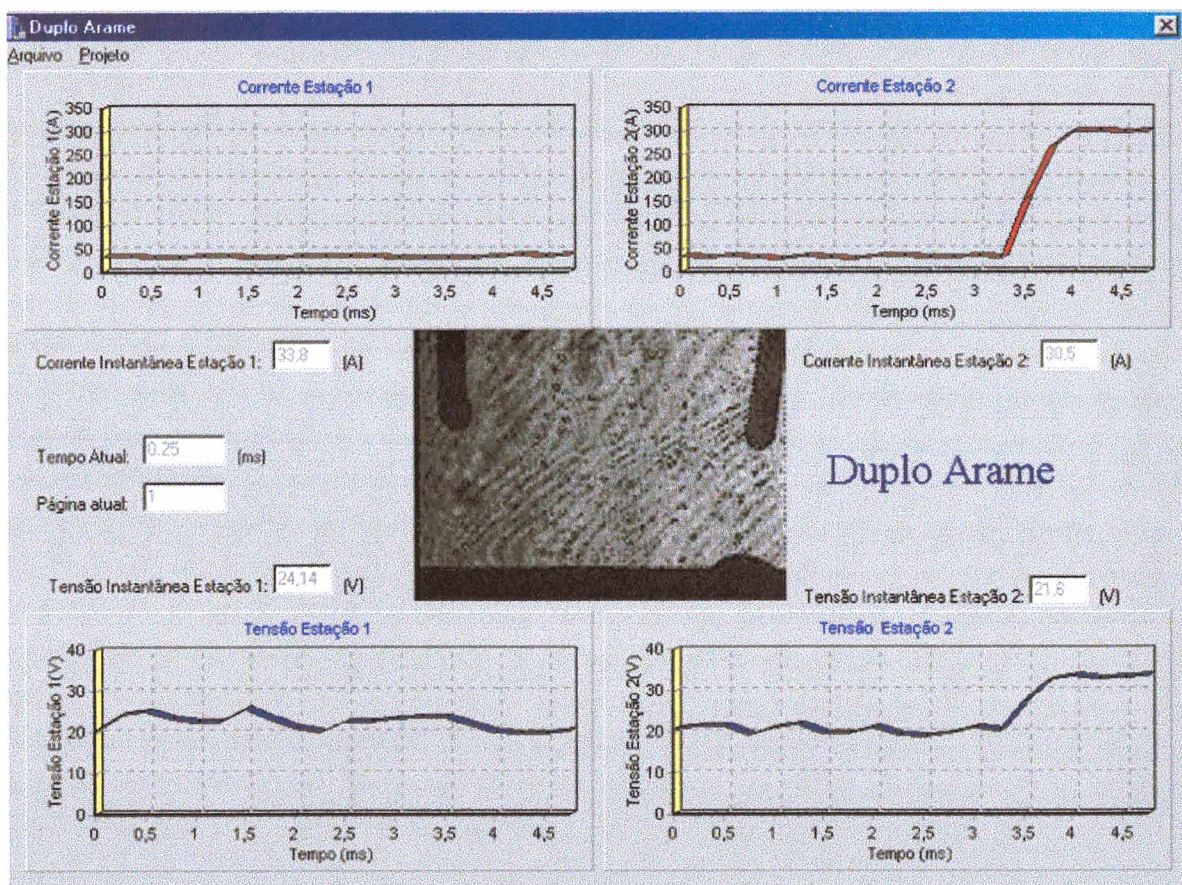 Duplo Arame
Arquivo Projeto
Corrente Estação 1
Corrente Estação 1(A)
350
300
250
200
150
100
50
0
0 0,5 1 1,5 2 2,5 3 3,5 4 4,5
Tempo (ms)
Corrente Estação 2
Corrente Estação 2(A)
350
300
250
200
150
100
50
0
0 0,5 1 1,5 2 2,5 3 3,5 4 4,5
Tempo (ms)
Corrente Instantânea Estação 1: 33,8 (A)
Corrente Instantânea Estação 2: 30,5 (A)
Tempo Atual: 0.25 (ms)
Página atual: 1
Duplo Arame
Tensão Instantânea Estação 1: 24,14 (V)
Tensão Instantânea Estação 2: 21,6 (V)
Tensão Estação 1
Tensão Estação 1(V)
40
30
20
10
0
0 0,5 1 1,5 2 2,5 3 3,5 4 4,5
Tempo (ms)
Tensão Estação 2
Tensão Estação 2(V)
40
30
20
10
0
0 0,5 1 1,5 2 2,5 3 3,5 4 4,5
Tempo (ms)